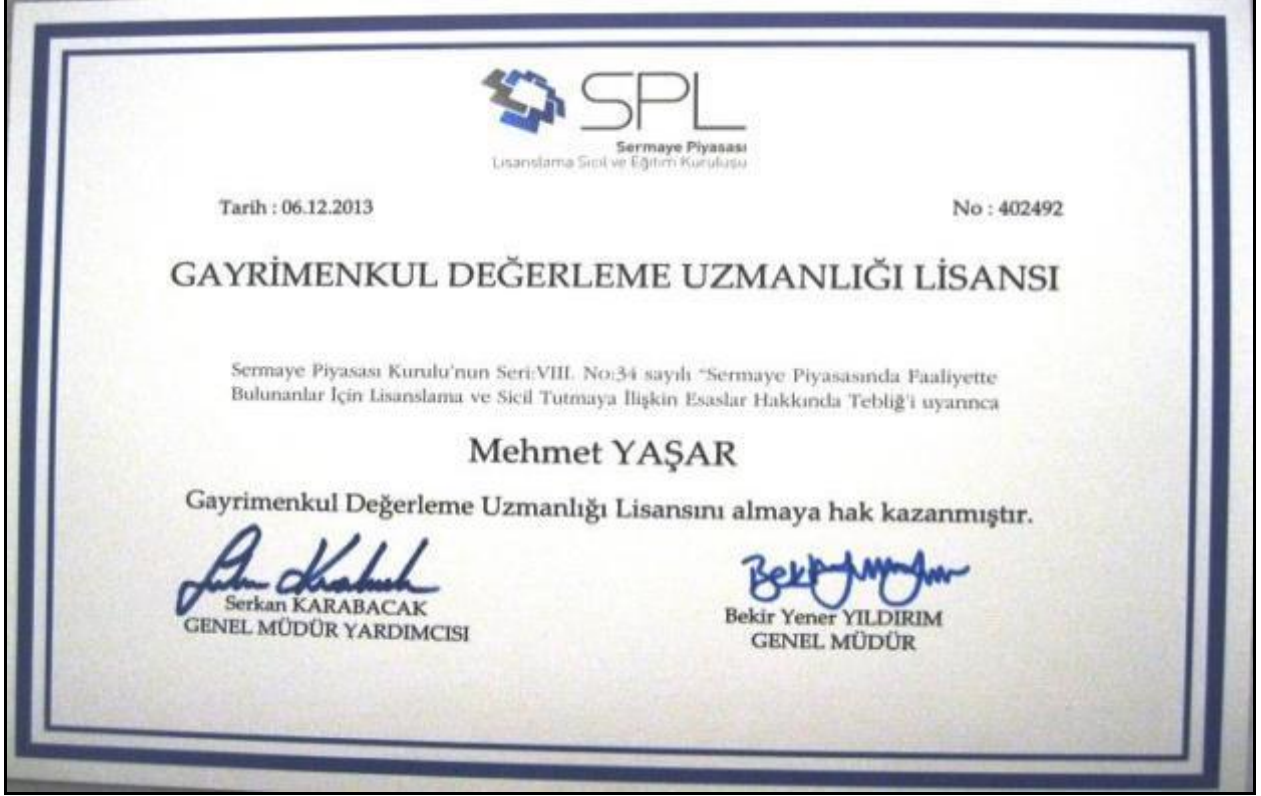 SPL
Sermaye Piyasası
Lisanslama Sicil ve Eğitim Kuruluşu
Tarih : 06.12.2013
No : 402492
GAYRİMENKUL DEĞERLEME UZMANLIĞI LİSANSI
Sermaye Piyasası Kurulu'nun Seri:VIII. No:34 sayılı "Sermaye Piyasasında Faaliyette
Bulunanlar İçin Lisanslama ve Sicil Tutmaya İlişkin Esaslar Hakkında Tebliğ'i uyarınca
Mehmet YAŞAR
Gayrimenkul Değerleme Uzmanlığı Lisansını almaya hak kazanmıştır.
Serkan KARABACAK
GENEL MÜDÜR YARDIMCISI
Bekir Yener YILDIRIM
GENEL MÜDÜR